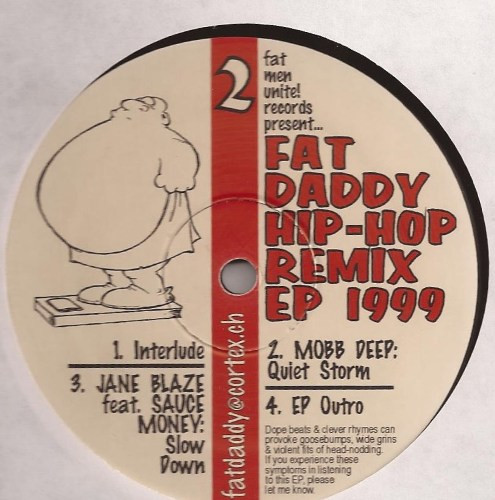 2
fat
men
unite!
records
present...
FAT
DADDY
HIP-HOP
REMIX
EP 1999
1. Interlude
2. MOBB DEEP:
Quiet Storm
3. JANE BLAZE
feat. SAUCE
MONEY:
Slow
Down
4. EP Outro
Dope beats & clever rhymes can
provoke goosebumps, wide grins
& violent fits of head-nodding.
If you experience these
symptoms in listening
to this EP, please
let me know.
fatdaddy@cortex.ch